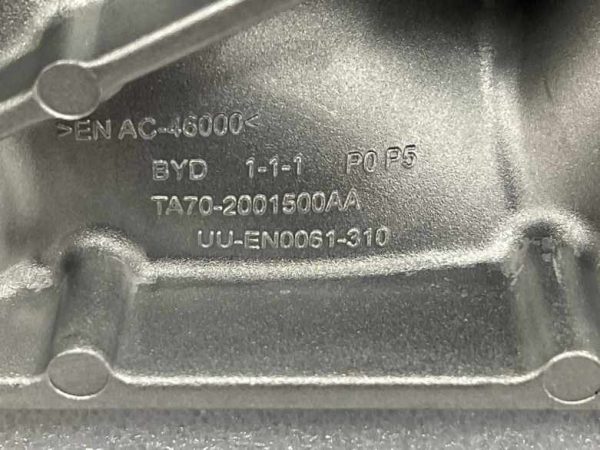 >EN AC-46000<
BYD 1-1-1 P0 P5
TA70-2001500AA
UU-EN0061-310